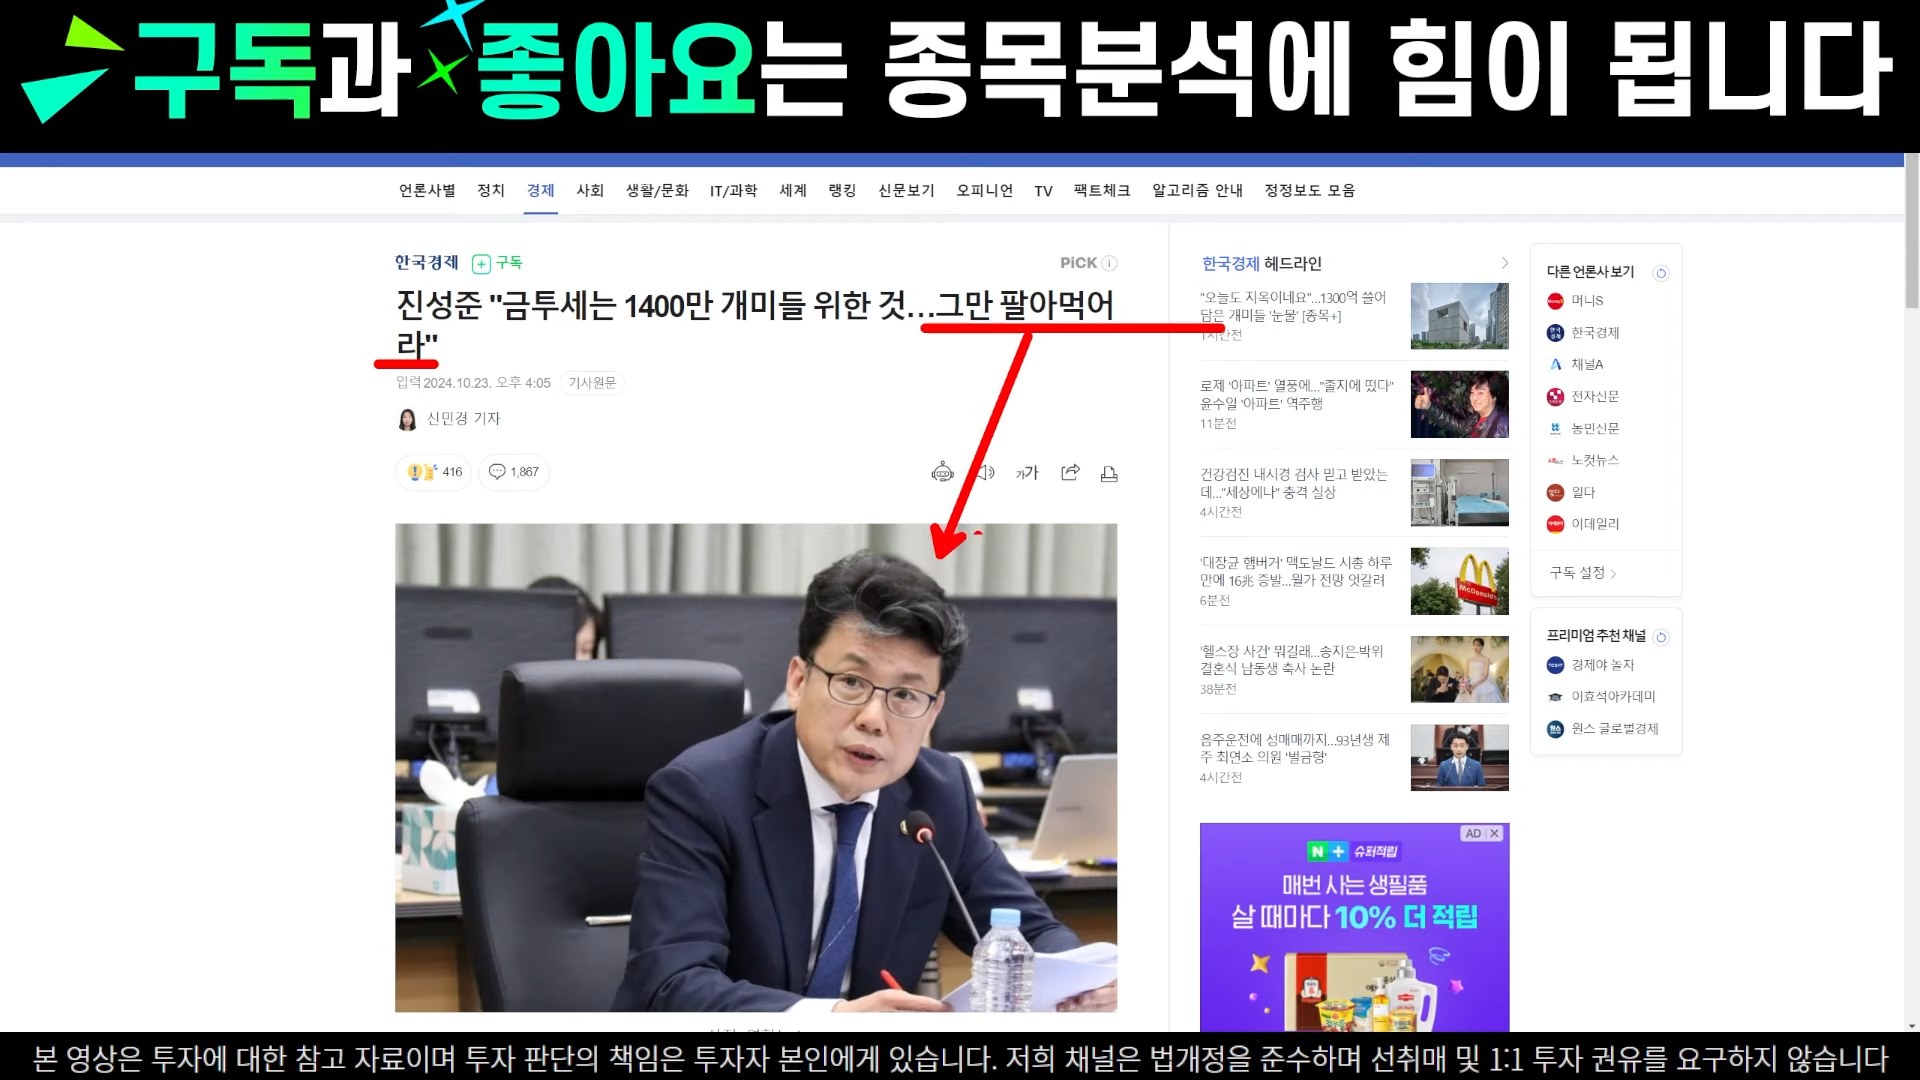 구독과 좋아요는 종목분석에 힘이 됩니다
언론사별 정치 경제 사회 생활/문화 IT/과학 세계 랭킹 신문보기 오피니언 TV 팩트체크 알고리즘 안내 정정보도 모음
한국경제 구독 PiCK
진성준 "금투세는 1400만 개미들 위한 것…그만 팔아먹어
라"
입력 2024.10.23. 오후 4:05 기사원문
신민경 기자
416 1,867
가가
한국경제 헤드라인
"오늘도 지옥이네요"…1300억 쓸어
담은 개미들 '눈물' [종목+]
1시간전
로제 '아파트' 열풍에…"졸지에 떴다"
윤수일 '아파트' 역주행
11분전
건강검진 내시경 검사 믿고 받았는
데…"세상에나" 충격 실상
4시간전
'대장균 햄버거' 맥도날드 시총 하루
만에 16兆 증발…월가 전망 엇갈려
6분전
'헬스장 사건' 뭐길래…송지은·박위
결혼식 남동생 축사 논란
38분전
음주운전에 성매매까지…93년생 제
주 최연소 의원 '벌금형'
4시간전
AD
N + 슈퍼적립
매번 사는 생필품
살 때마다 10% 더 적립
다른 언론사 보기
머니S
한국경제
채널A
전자신문
농민신문
노컷뉴스
일다
이데일리
구독 설정
프리미엄 추천 채널
경제야 놀자
이효석아카데미
원스 글로벌경제
본 영상은 투자에 대한 참고 자료이며 투자 판단의 책임은 투자자 본인에게 있습니다. 저희 채널은 법개정을 준수하며 선취매 및 1:1 투자 권유를 요구하지 않습니다